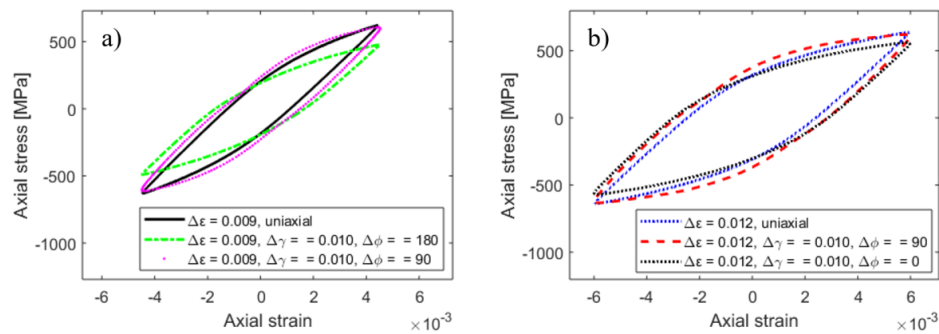 a)
Axial stress [MPa]
500
0
-500
-1000
Δε = 0.009, uniaxial
Δε = 0.009, Δγ = = 0.010, Δϕ = = 180
Δε = 0.009, Δγ = = 0.010, Δϕ = = 90
-6 -4 -2 0 2 4 6
Axial strain
×10⁻³
b)
Axial stress [MPa]
500
0
-500
-1000
Δε = 0.012, uniaxial
Δε = 0.012, Δγ = = 0.010, Δϕ = = 90
Δε = 0.012, Δγ = = 0.010, Δϕ = = 0
-6 -4 -2 0 2 4 6
Axial strain
×10⁻³